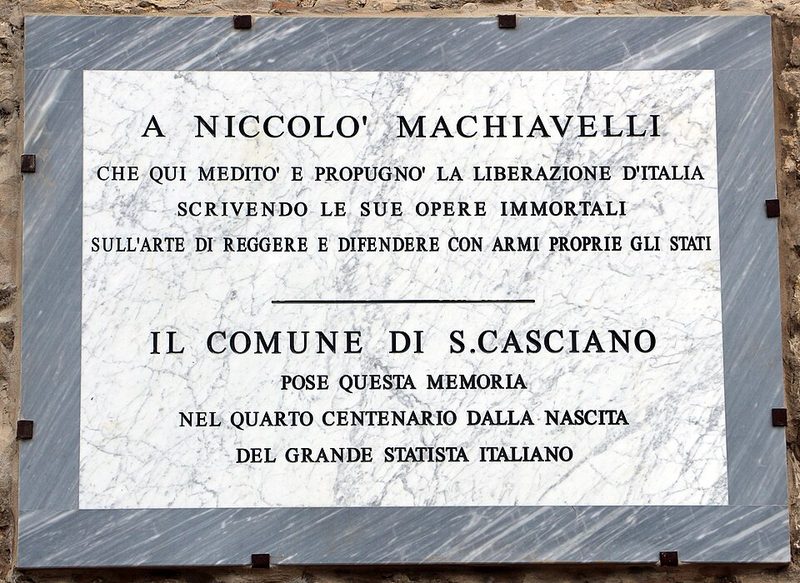 A NICCOLO' MACHIAVELLI
CHE QUI MEDITO' E PROPUGNO' LA LIBERAZIONE D'ITALIA
SCRIVENDO LE SUE OPERE IMMORTALI
SULL'ARTE DI REGGERE E DIFENDERE CON ARMI PROPRIE GLI STATI
IL COMUNE DI S.CASCIANO
POSE QUESTA MEMORIA
NEL QUARTO CENTENARIO DALLA NASCITA
DEL GRANDE STATISTA ITALIANO